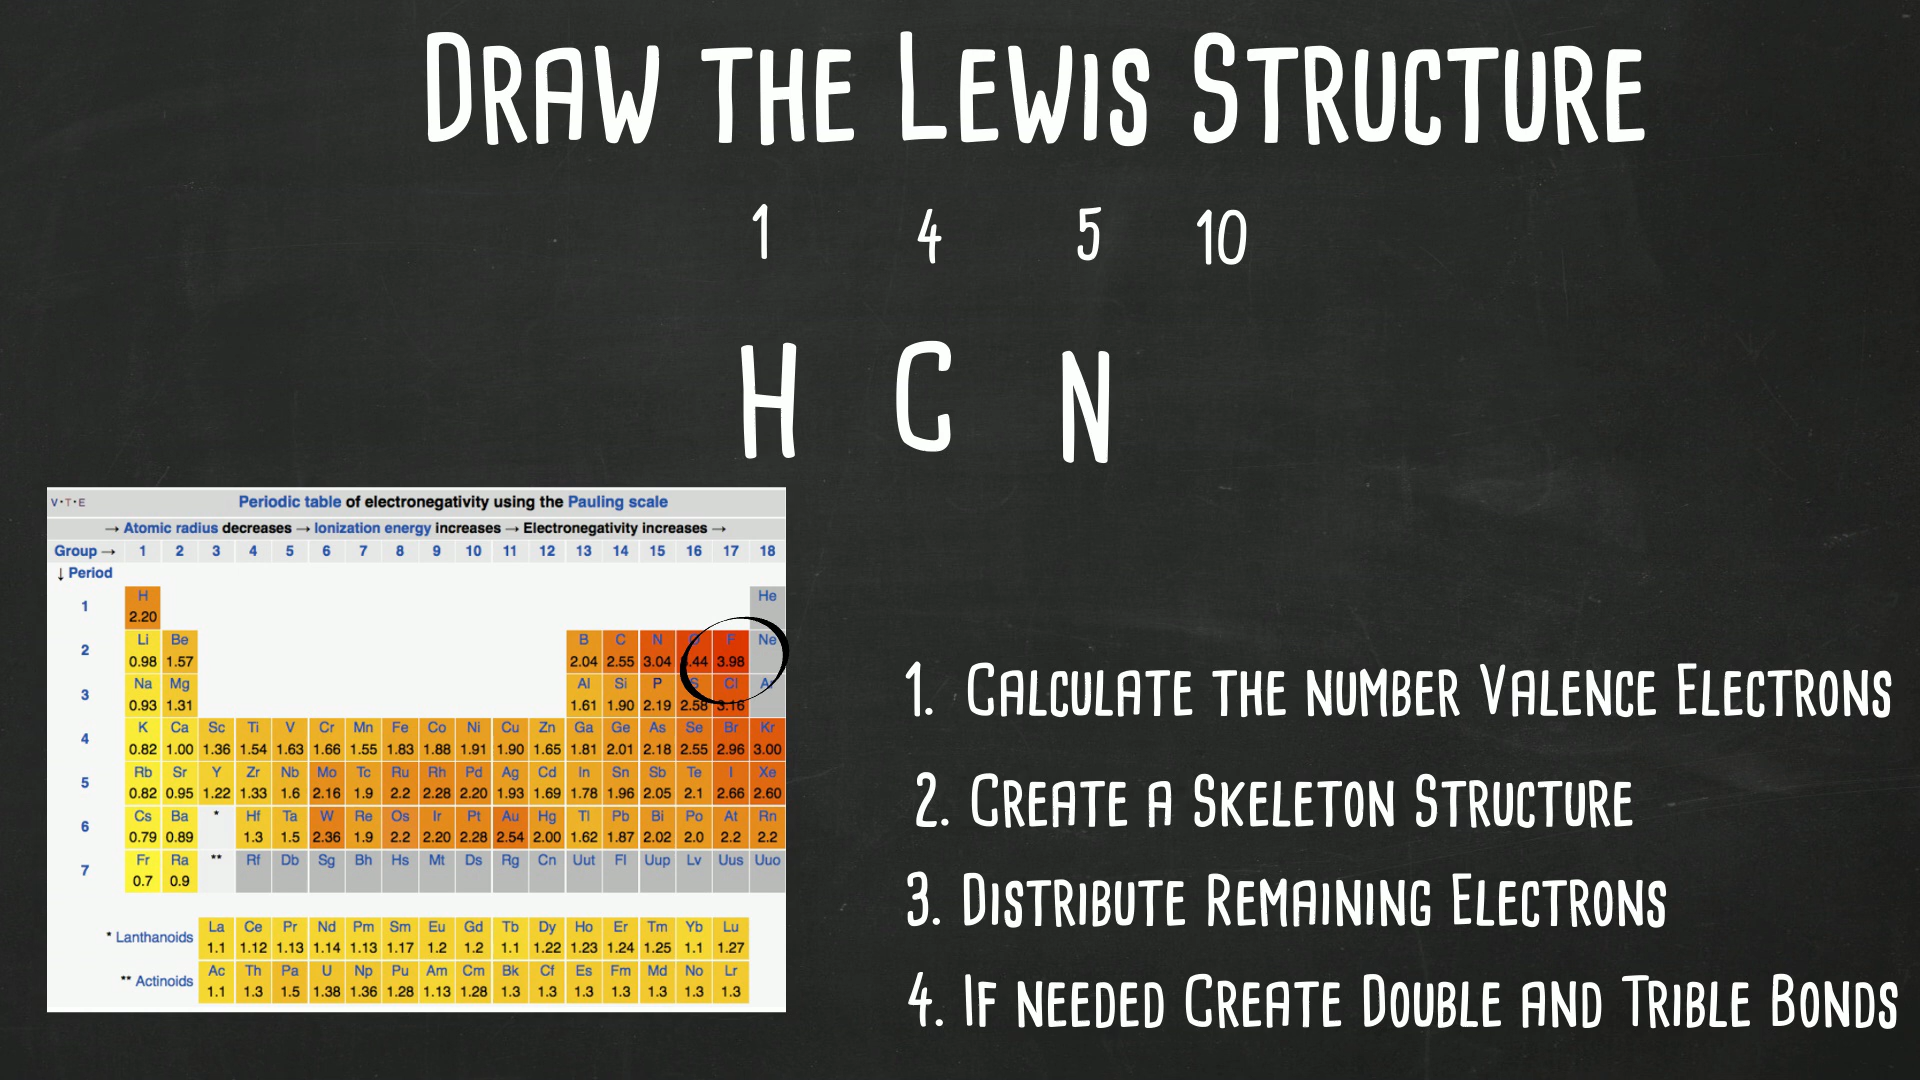 DRAW THE LEWIS STRUCTURE
1 4 5 10
H C N
V·T·E Periodic table of electronegativity using the Pauling scale
→ Atomic radius decreases → Ionization energy increases → Electronegativity increases →
Group → 1 2 3 4 5 6 7 8 9 10 11 12 13 14 15 16 17 18
↓ Period
H He
1
2.20
Li Be B C N O F Ne
2
0.98 1.57 2.04 2.55 3.04 .44 3.98
Na Mg Al Si P S Cl Ar
3
0.93 1.31 1.61 1.90 2.19 2.58 3.16
K Ca Sc Ti V Cr Mn Fe Co Ni Cu Zn Ga Ge As Se Br Kr
4
0.82 1.00 1.36 1.54 1.63 1.66 1.55 1.83 1.88 1.91 1.90 1.65 1.81 2.01 2.18 2.55 2.96 3.00
Rb Sr Y Zr Nb Mo Tc Ru Rh Pd Ag Cd In Sn Sb Te I Xe
5
0.82 0.95 1.22 1.33 1.6 2.16 1.9 2.2 2.28 2.20 1.93 1.69 1.78 1.96 2.05 2.1 2.66 2.60
Cs Ba * Hf Ta W Re Os Ir Pt Au Hg Tl Pb Bi Po At Rn
6
0.79 0.89 1.3 1.5 2.36 1.9 2.2 2.20 2.28 2.54 2.00 1.62 1.87 2.02 2.0 2.2 2.2
Fr Ra ** Rf Db Sg Bh Hs Mt Ds Rg Cn Uut Fl Uup Lv Uus Uuo
7
0.7 0.9
La Ce Pr Nd Pm Sm Eu Gd Tb Dy Ho Er Tm Yb Lu
* Lanthanoids
1.1 1.12 1.13 1.14 1.13 1.17 1.2 1.2 1.1 1.22 1.23 1.24 1.25 1.1 1.27
Ac Th Pa U Np Pu Am Cm Bk Cf Es Fm Md No Lr
** Actinoids
1.1 1.3 1.5 1.38 1.36 1.28 1.13 1.28 1.3 1.3 1.3 1.3 1.3 1.3 1.3
1. CALCULATE THE NUMBER VALENCE ELECTRONS
2. CREATE A SKELETON STRUCTURE
3. DISTRIBUTE REMAINING ELECTRONS
4. IF NEEDED CREATE DOUBLE AND TRIBLE BONDS